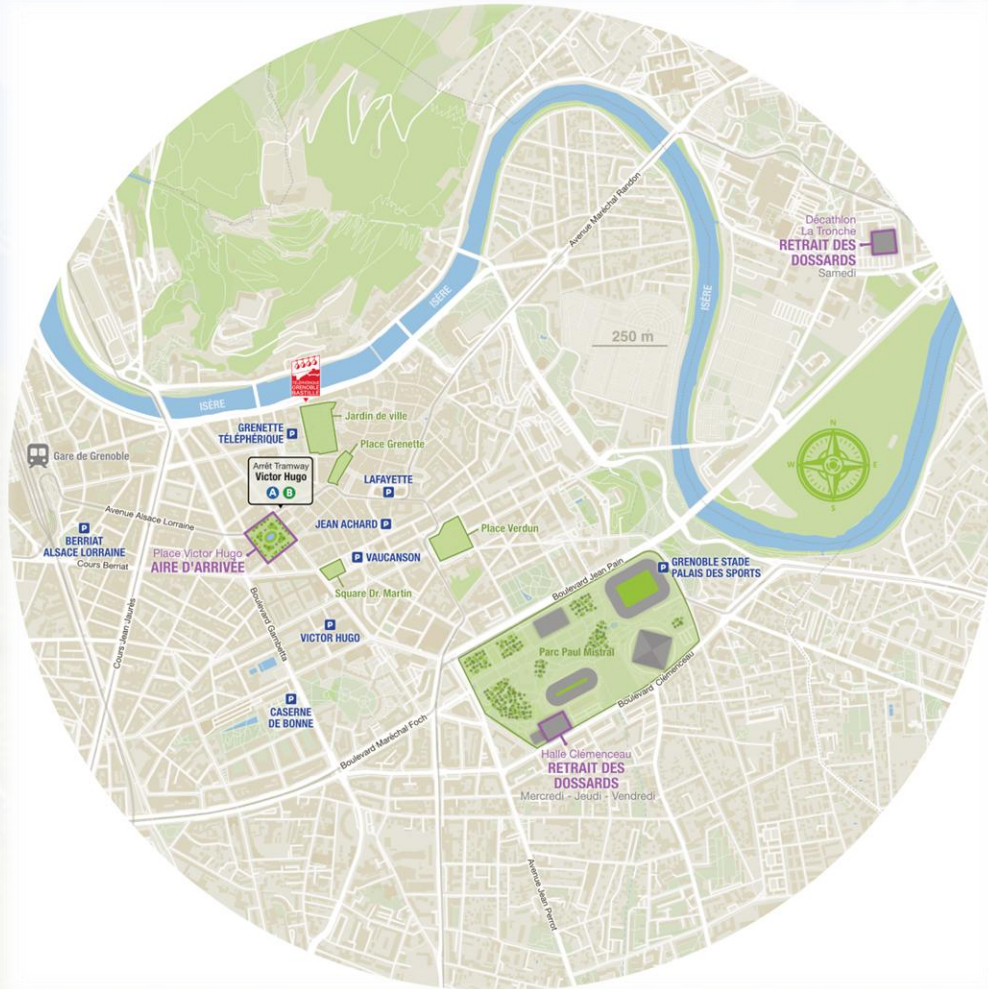 Avenue Maréchal Randon
Décathlon
La Tronche
RETRAIT DES
DOSSARDS
Samedi
ISÈRE
ISÈRE
250 m
TÉLÉPHÉRIQUE
GRENOBLE
BASTILLE
ISÈRE
Jardin de ville
GRENETTE
TÉLÉPHÉRIQUE P
Place Grenette
N
W E
S
Gare de Grenoble
Arrêt Tramway
Victor Hugo
A B
LAFAYETTE
P
Avenue Alsace Lorraine
JEAN ACHARD P
Place Verdun
P
BERRIAT
ALSACE LORRAINE
Cours Berriat
Place Victor Hugo
AIRE D'ARRIVÉE
P VAUCANSON
P GRENOBLE STADE
PALAIS DES SPORTS
Boulevard Jean Pain
Square Dr. Martin
Boulevard Gambetta
P
VICTOR HUGO
Cours Jean Jaurès
Parc Paul Mistral
Boulevard Clémenceau
P
CASERNE
DE BONNE
Boulevard Maréchal Foch
Halle Clémenceau
RETRAIT DES
DOSSARDS
Mercredi - Jeudi - Vendredi
Avenue Jean Perrot